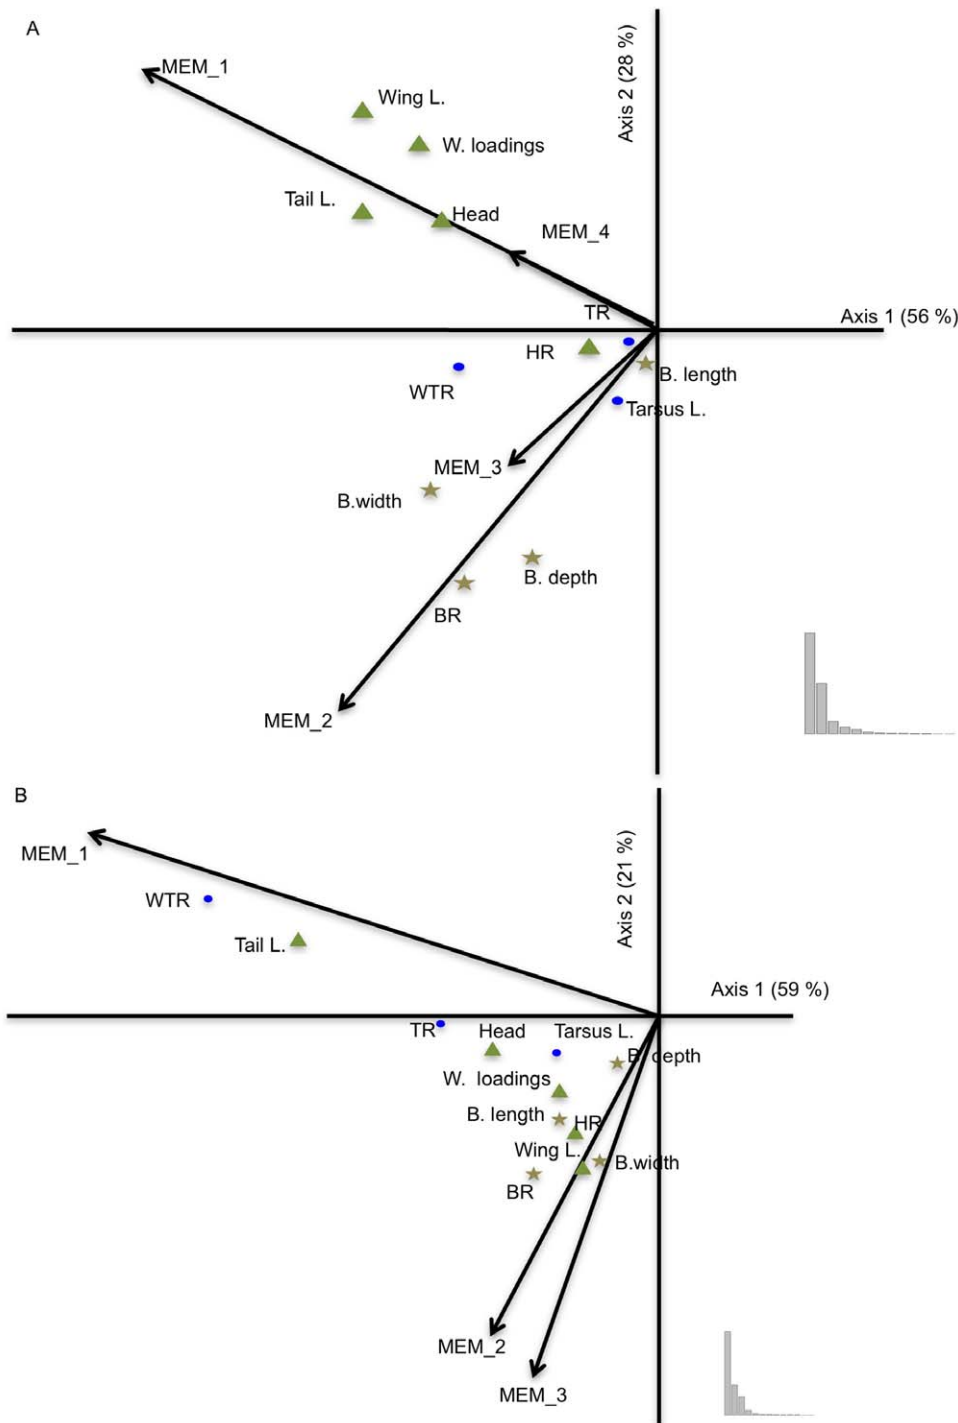 A
MEM_1
Axis 2 (28 %)
Wing L.
W. loadings
Tail L.
Head
MEM_4
TR
Axis 1 (56 %)
HR
B. length
WTR
Tarsus L.
MEM_3
B.width
B. depth
BR
MEM_2
B
Axis 2 (21 %)
MEM_1
WTR
Tail L.
Axis 1 (59 %)
TR
Head
Tarsus L.
B. depth
W. loadings
B. length
HR
Wing L.
B.width
BR
MEM_2
MEM_3